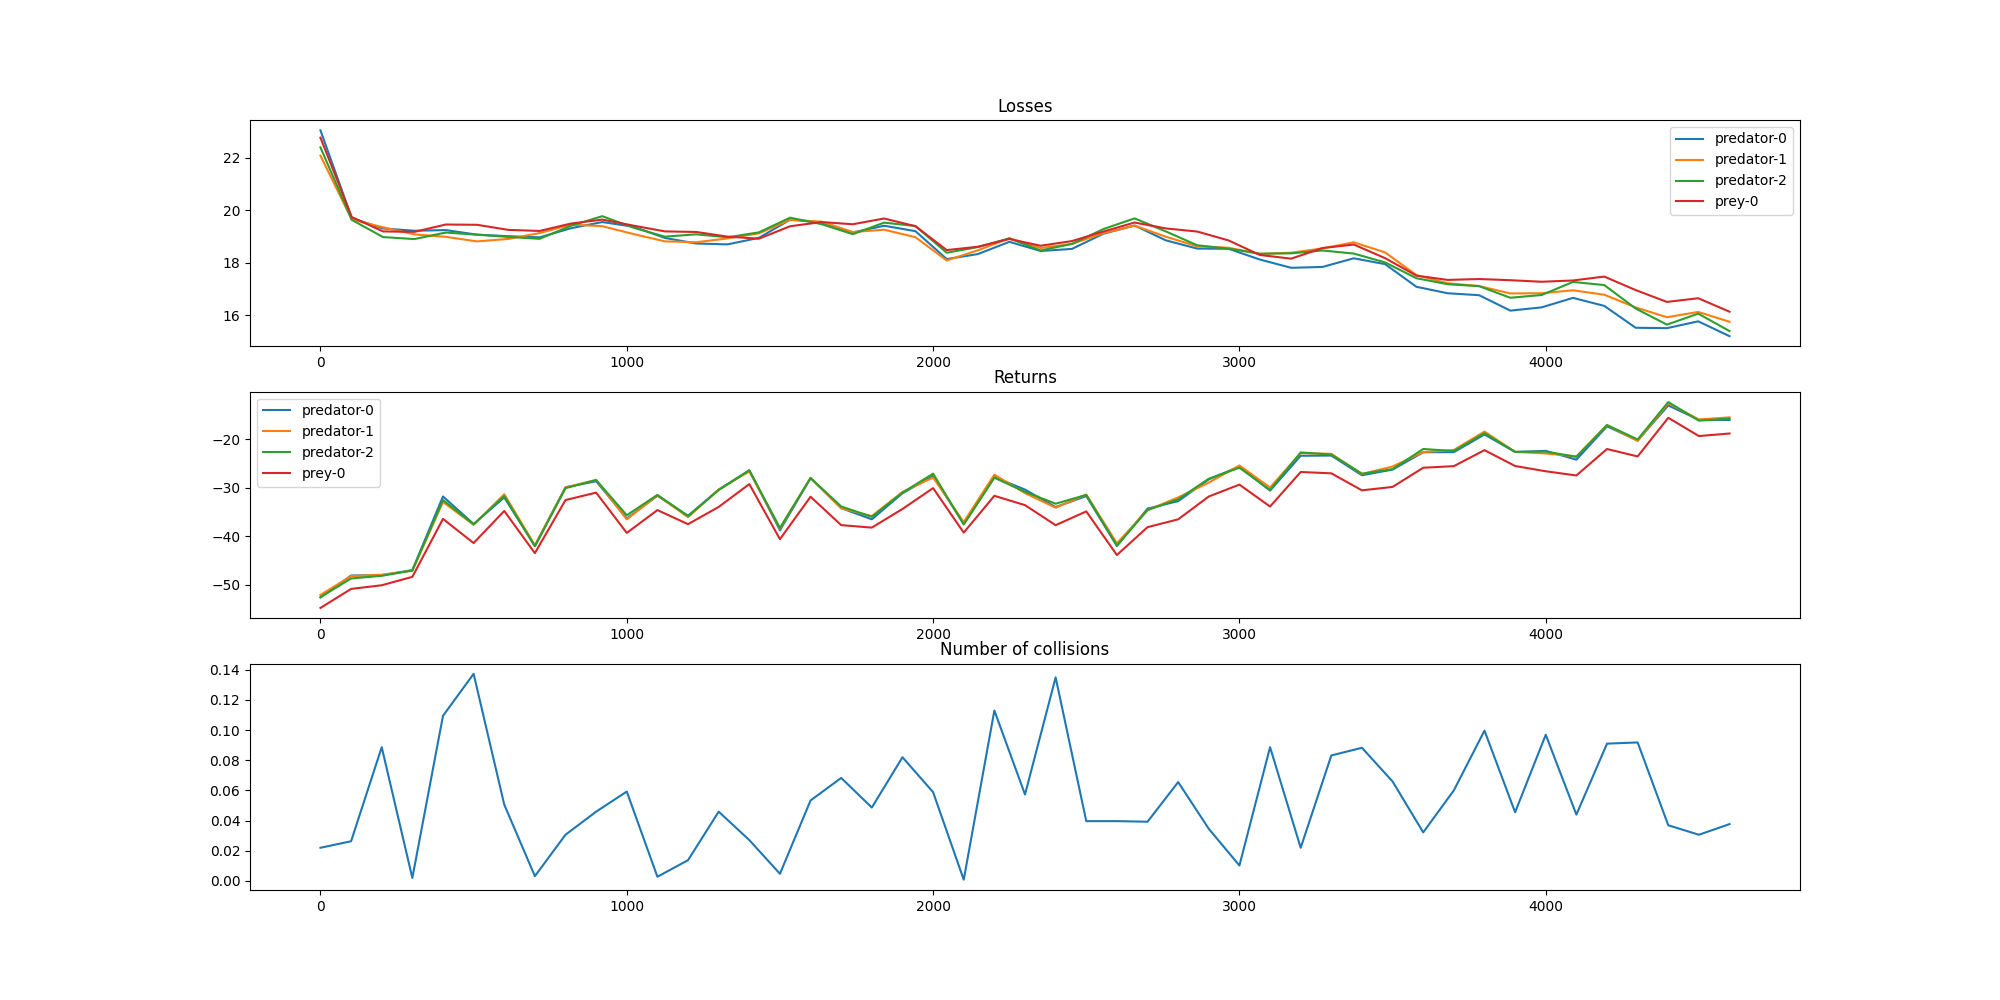 Losses
22
20
18
16
predator-0
predator-1
predator-2
prey-0
0 1000 2000 3000 4000
Returns
−20
−30
−40
−50
predator-0
predator-1
predator-2
prey-0
0 1000 2000 3000 4000
Number of collisions
0.14
0.12
0.10
0.08
0.06
0.04
0.02
0.00
0 1000 2000 3000 4000